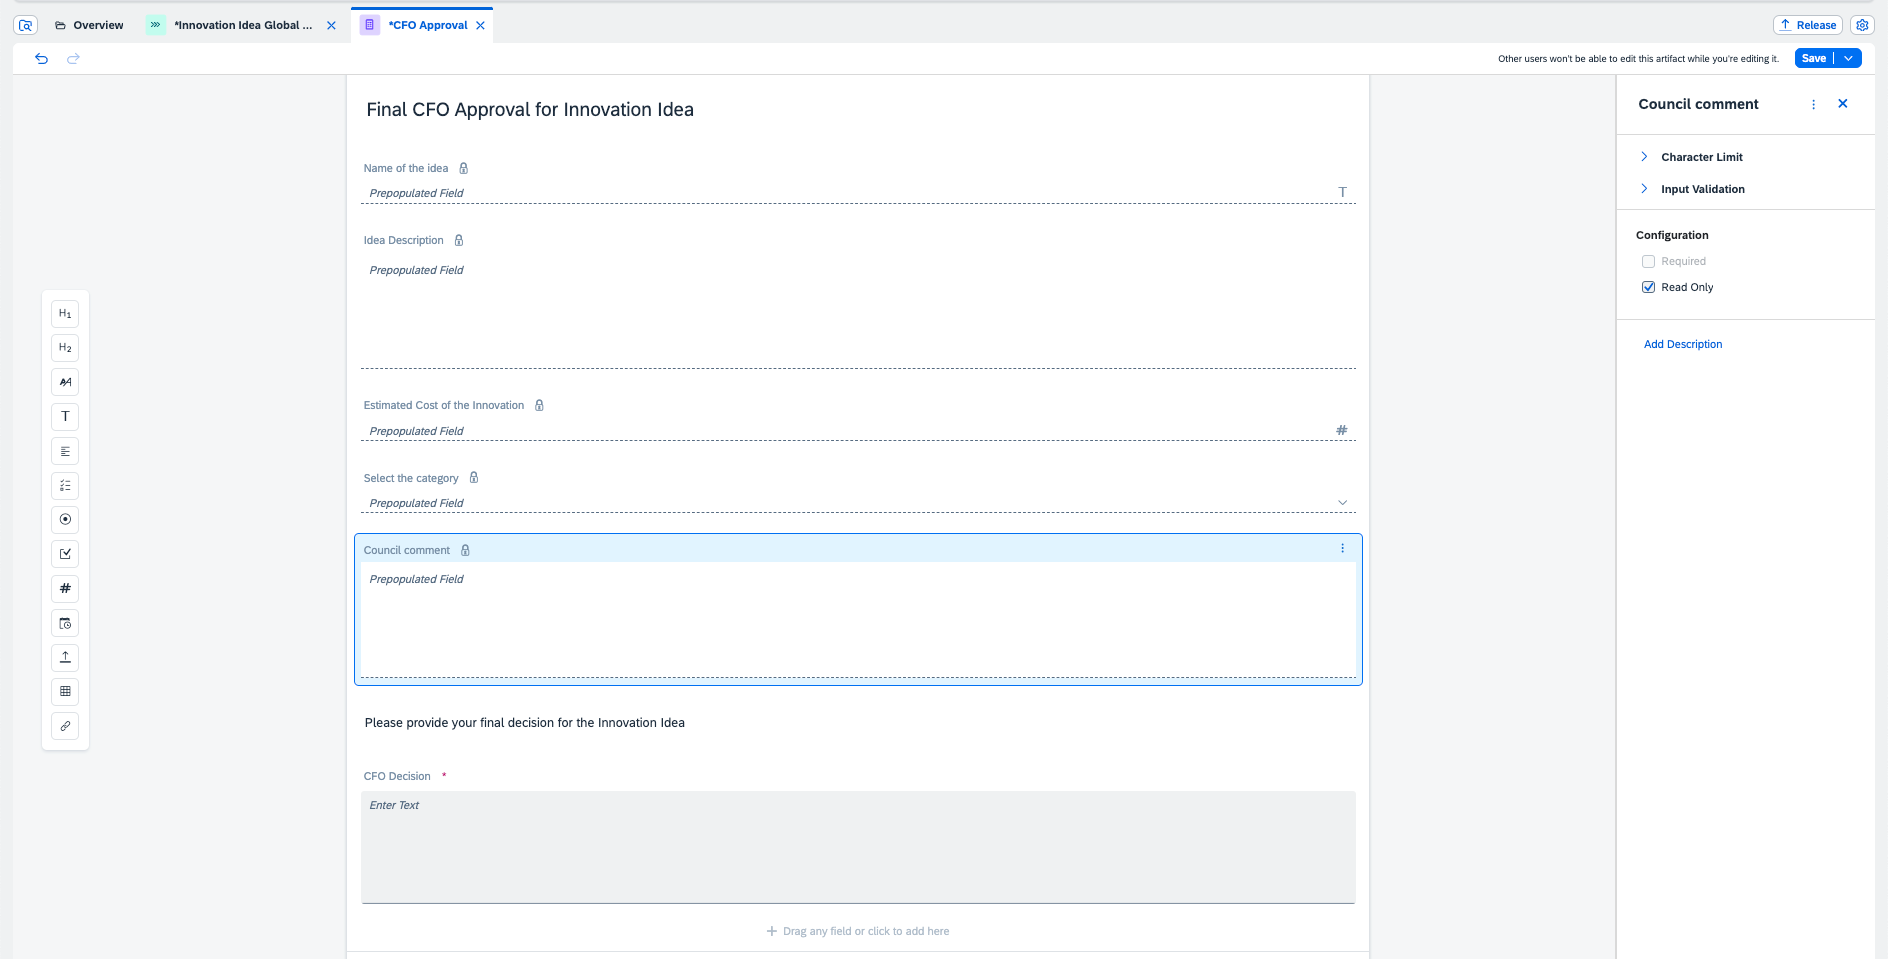 Overview
*Innovation Idea Global ...
*CFO Approval
Release
Other users won't be able to edit this artifact while you're editing it.
Save
Final CFO Approval for Innovation Idea
Name of the idea
Prepopulated Field
T
Idea Description
Prepopulated Field
Estimated Cost of the Innovation
Prepopulated Field
#
Select the category
Prepopulated Field
Council comment
Prepopulated Field
Please provide your final decision for the Innovation Idea
CFO Decision *
Enter Text
Drag any field or click to add here
H1
H2
AA
T
#
Council comment
Character Limit
Input Validation
Configuration
Required
Read Only
Add Description